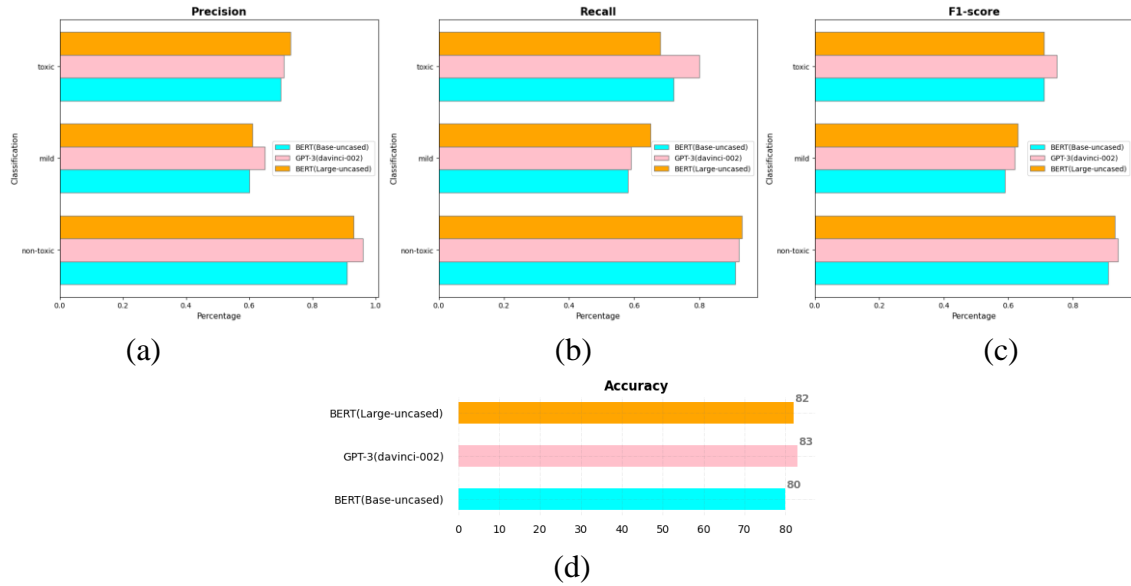 Precision
toxic
mild
non-toxic
Classification
BERT(Base-uncased)
GPT-3(davinci-002)
BERT(Large-uncased)
0.0 0.2 0.4 0.6 0.8 1.0
Percentage
(a)
Recall
toxic
mild
non-toxic
Classification
BERT(Base-uncased)
GPT-3(davinci-002)
BERT(Large-uncased)
0.0 0.2 0.4 0.6 0.8
Percentage
(b)
F1-score
toxic
mild
non-toxic
Classification
BERT(Base-uncased)
GPT-3(davinci-002)
BERT(Large-uncased)
0.0 0.2 0.4 0.6 0.8
Percentage
(c)
Accuracy
BERT(Large-uncased) 82
GPT-3(davinci-002) 83
BERT(Base-uncased) 80
0 10 20 30 40 50 60 70 80
(d)